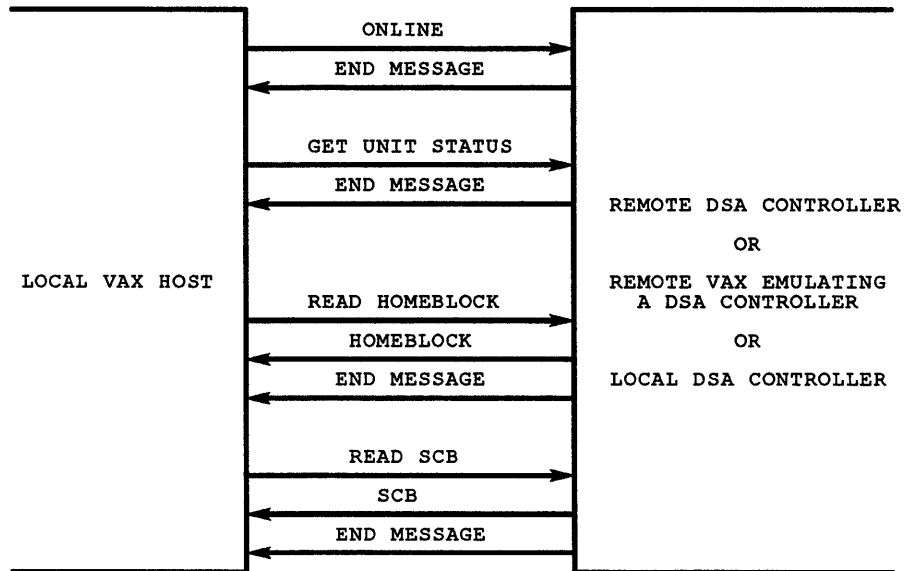 ONLINE
END MESSAGE
GET UNIT STATUS
END MESSAGE
READ HOMEBLOCK
HOMEBLOCK
END MESSAGE
READ SCB
SCB
END MESSAGE
LOCAL VAX HOST
REMOTE DSA CONTROLLER
OR
REMOTE VAX EMULATING
A DSA CONTROLLER
OR
LOCAL DSA CONTROLLER